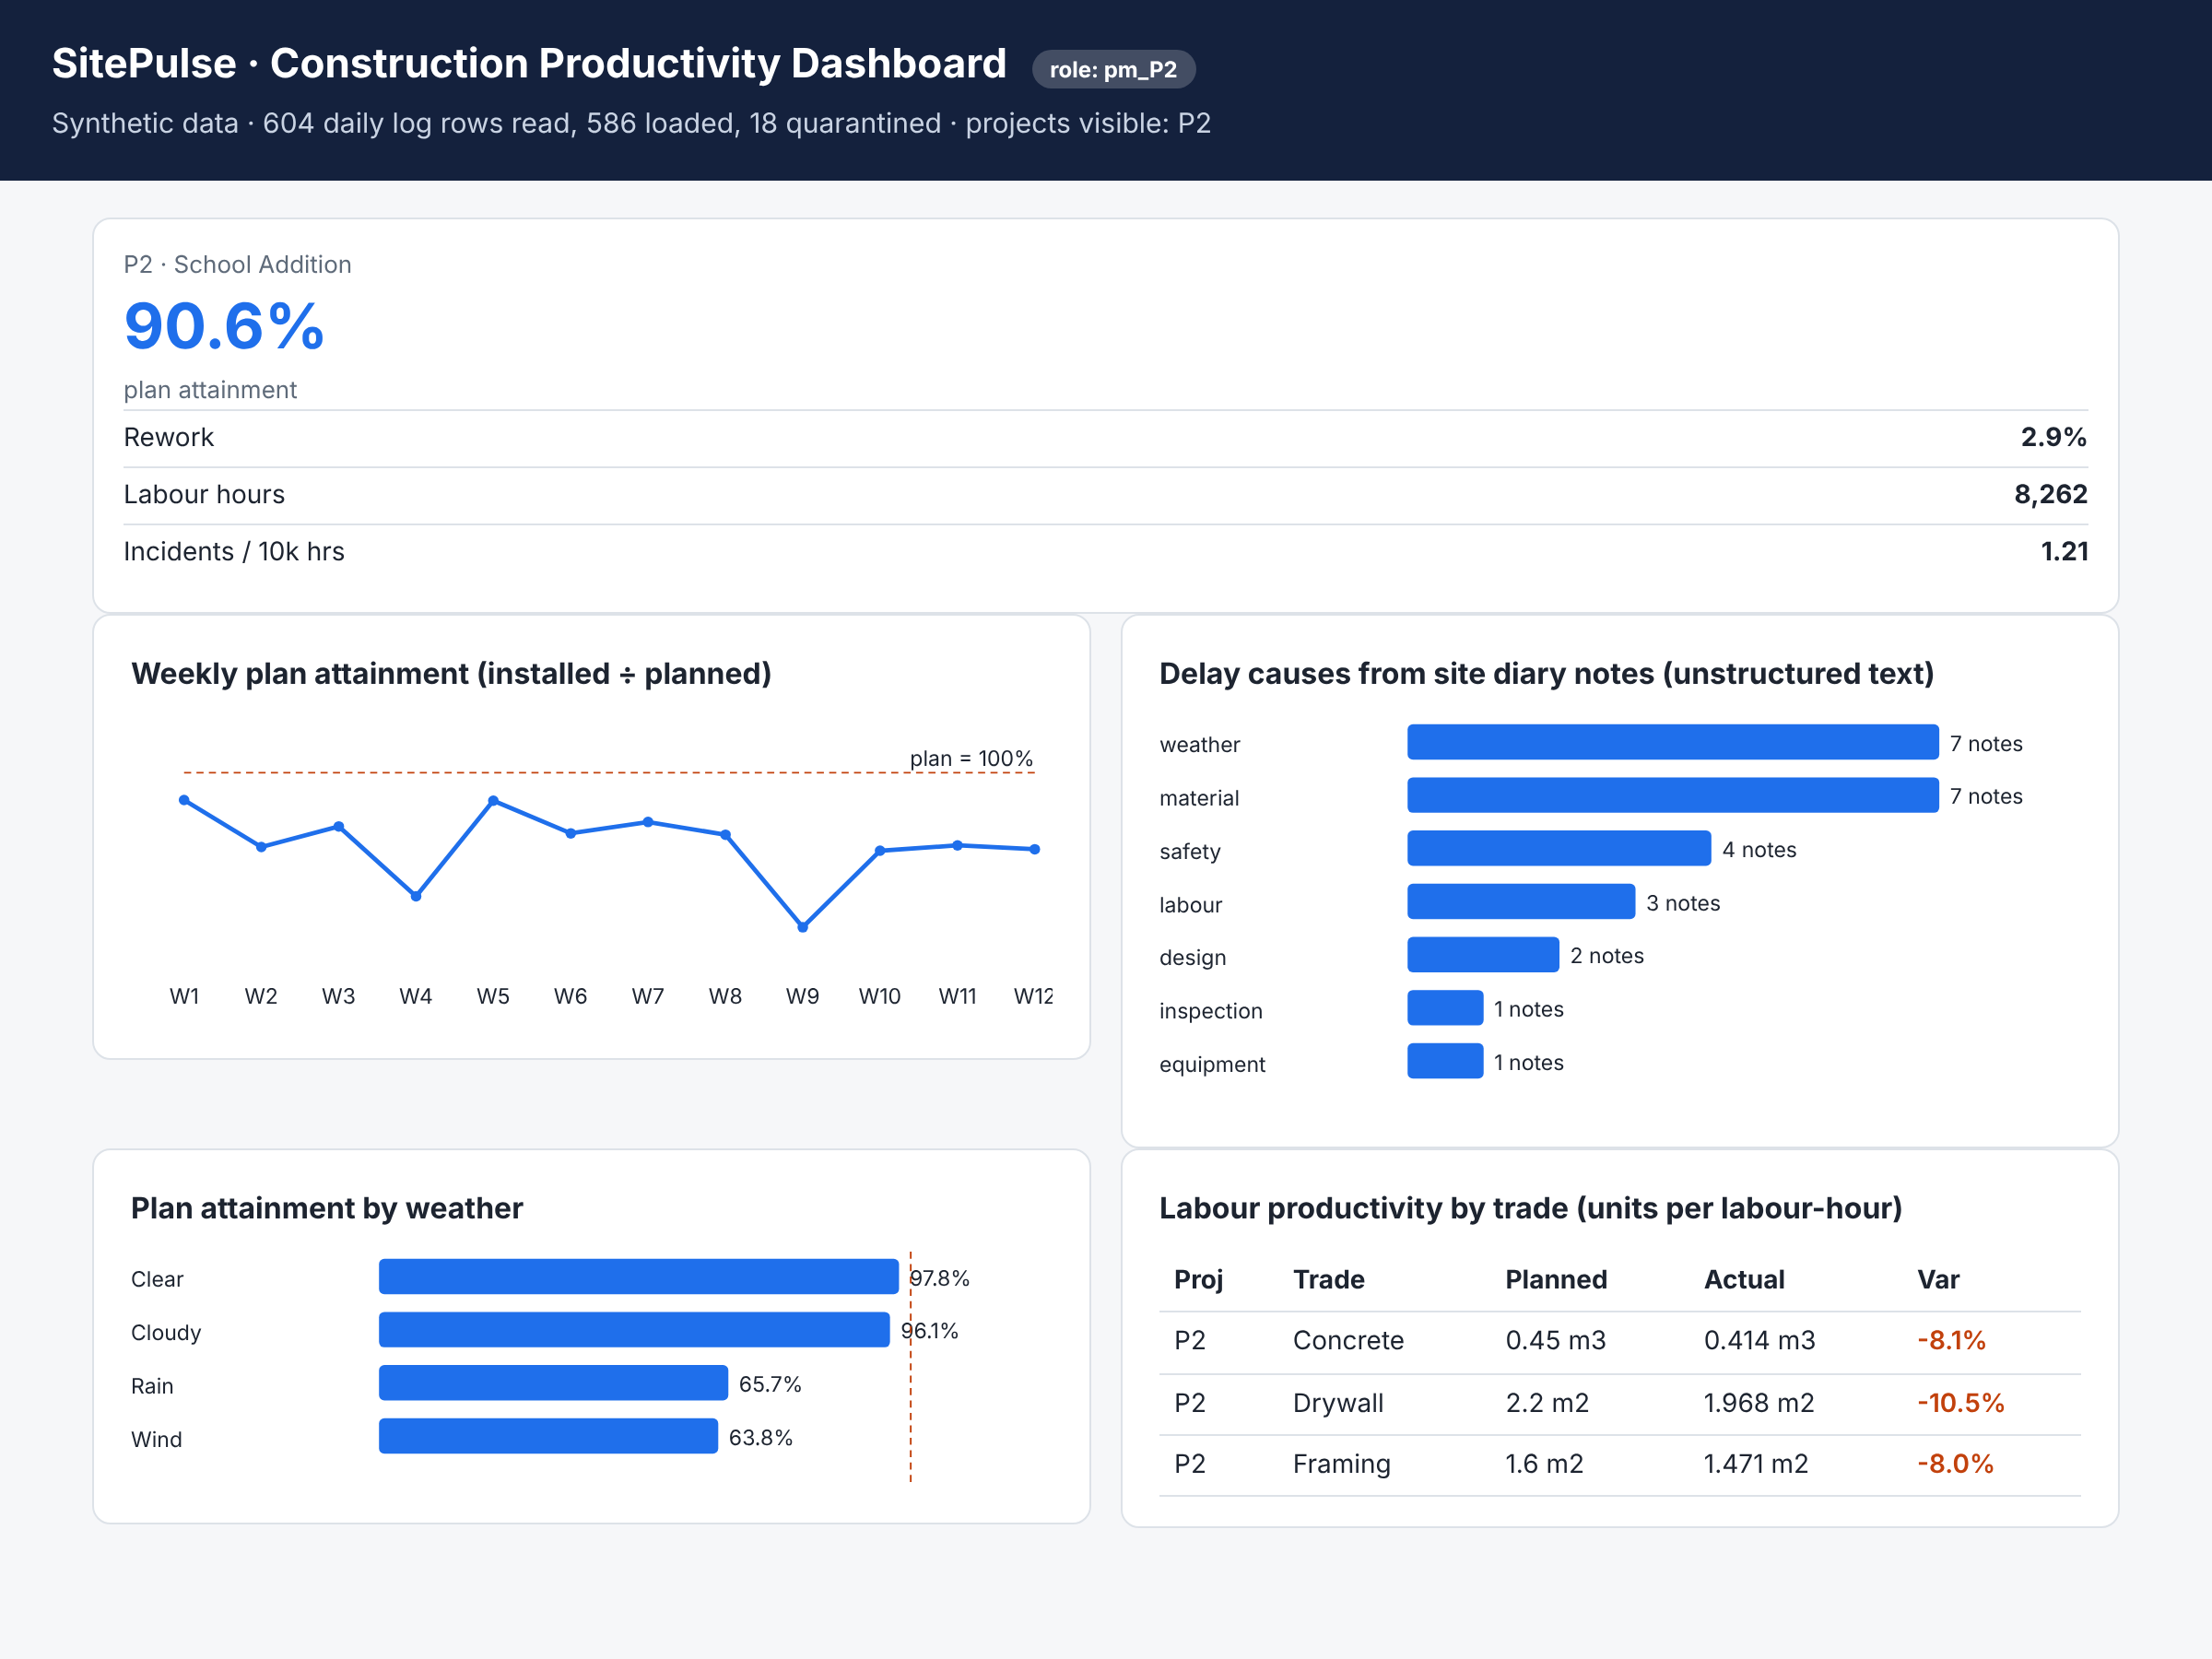 SitePulse · Construction Productivity Dashboard role: pm_P2
Synthetic data · 604 daily log rows read, 586 loaded, 18 quarantined · projects visible: P2
P2 · School Addition
90.6%
plan attainment
Rework 2.9%
Labour hours 8,262
Incidents / 10k hrs 1.21
Weekly plan attainment (installed ÷ planned)
plan = 100%
W1 W2 W3 W4 W5 W6 W7 W8 W9 W10 W11 W12
Delay causes from site diary notes (unstructured text)
weather 7 notes
material 7 notes
safety 4 notes
labour 3 notes
design 2 notes
inspection 1 notes
equipment 1 notes
Plan attainment by weather
Clear 97.8%
Cloudy 96.1%
Rain 65.7%
Wind 63.8%
Labour productivity by trade (units per labour-hour)
Proj Trade Planned Actual Var
P2 Concrete 0.45 m3 0.414 m3 -8.1%
P2 Drywall 2.2 m2 1.968 m2 -10.5%
P2 Framing 1.6 m2 1.471 m2 -8.0%